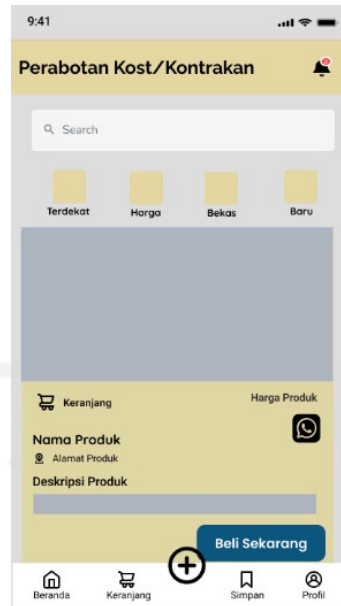 9:41
Perabotan Kost/Kontrakan
Search
Terdekat Harga Bekas Baru
Keranjang Harga Produk
Nama Produk
Alamat Produk
Deskripsi Produk
Beli Sekarang
Beranda Keranjang Simpan Profil